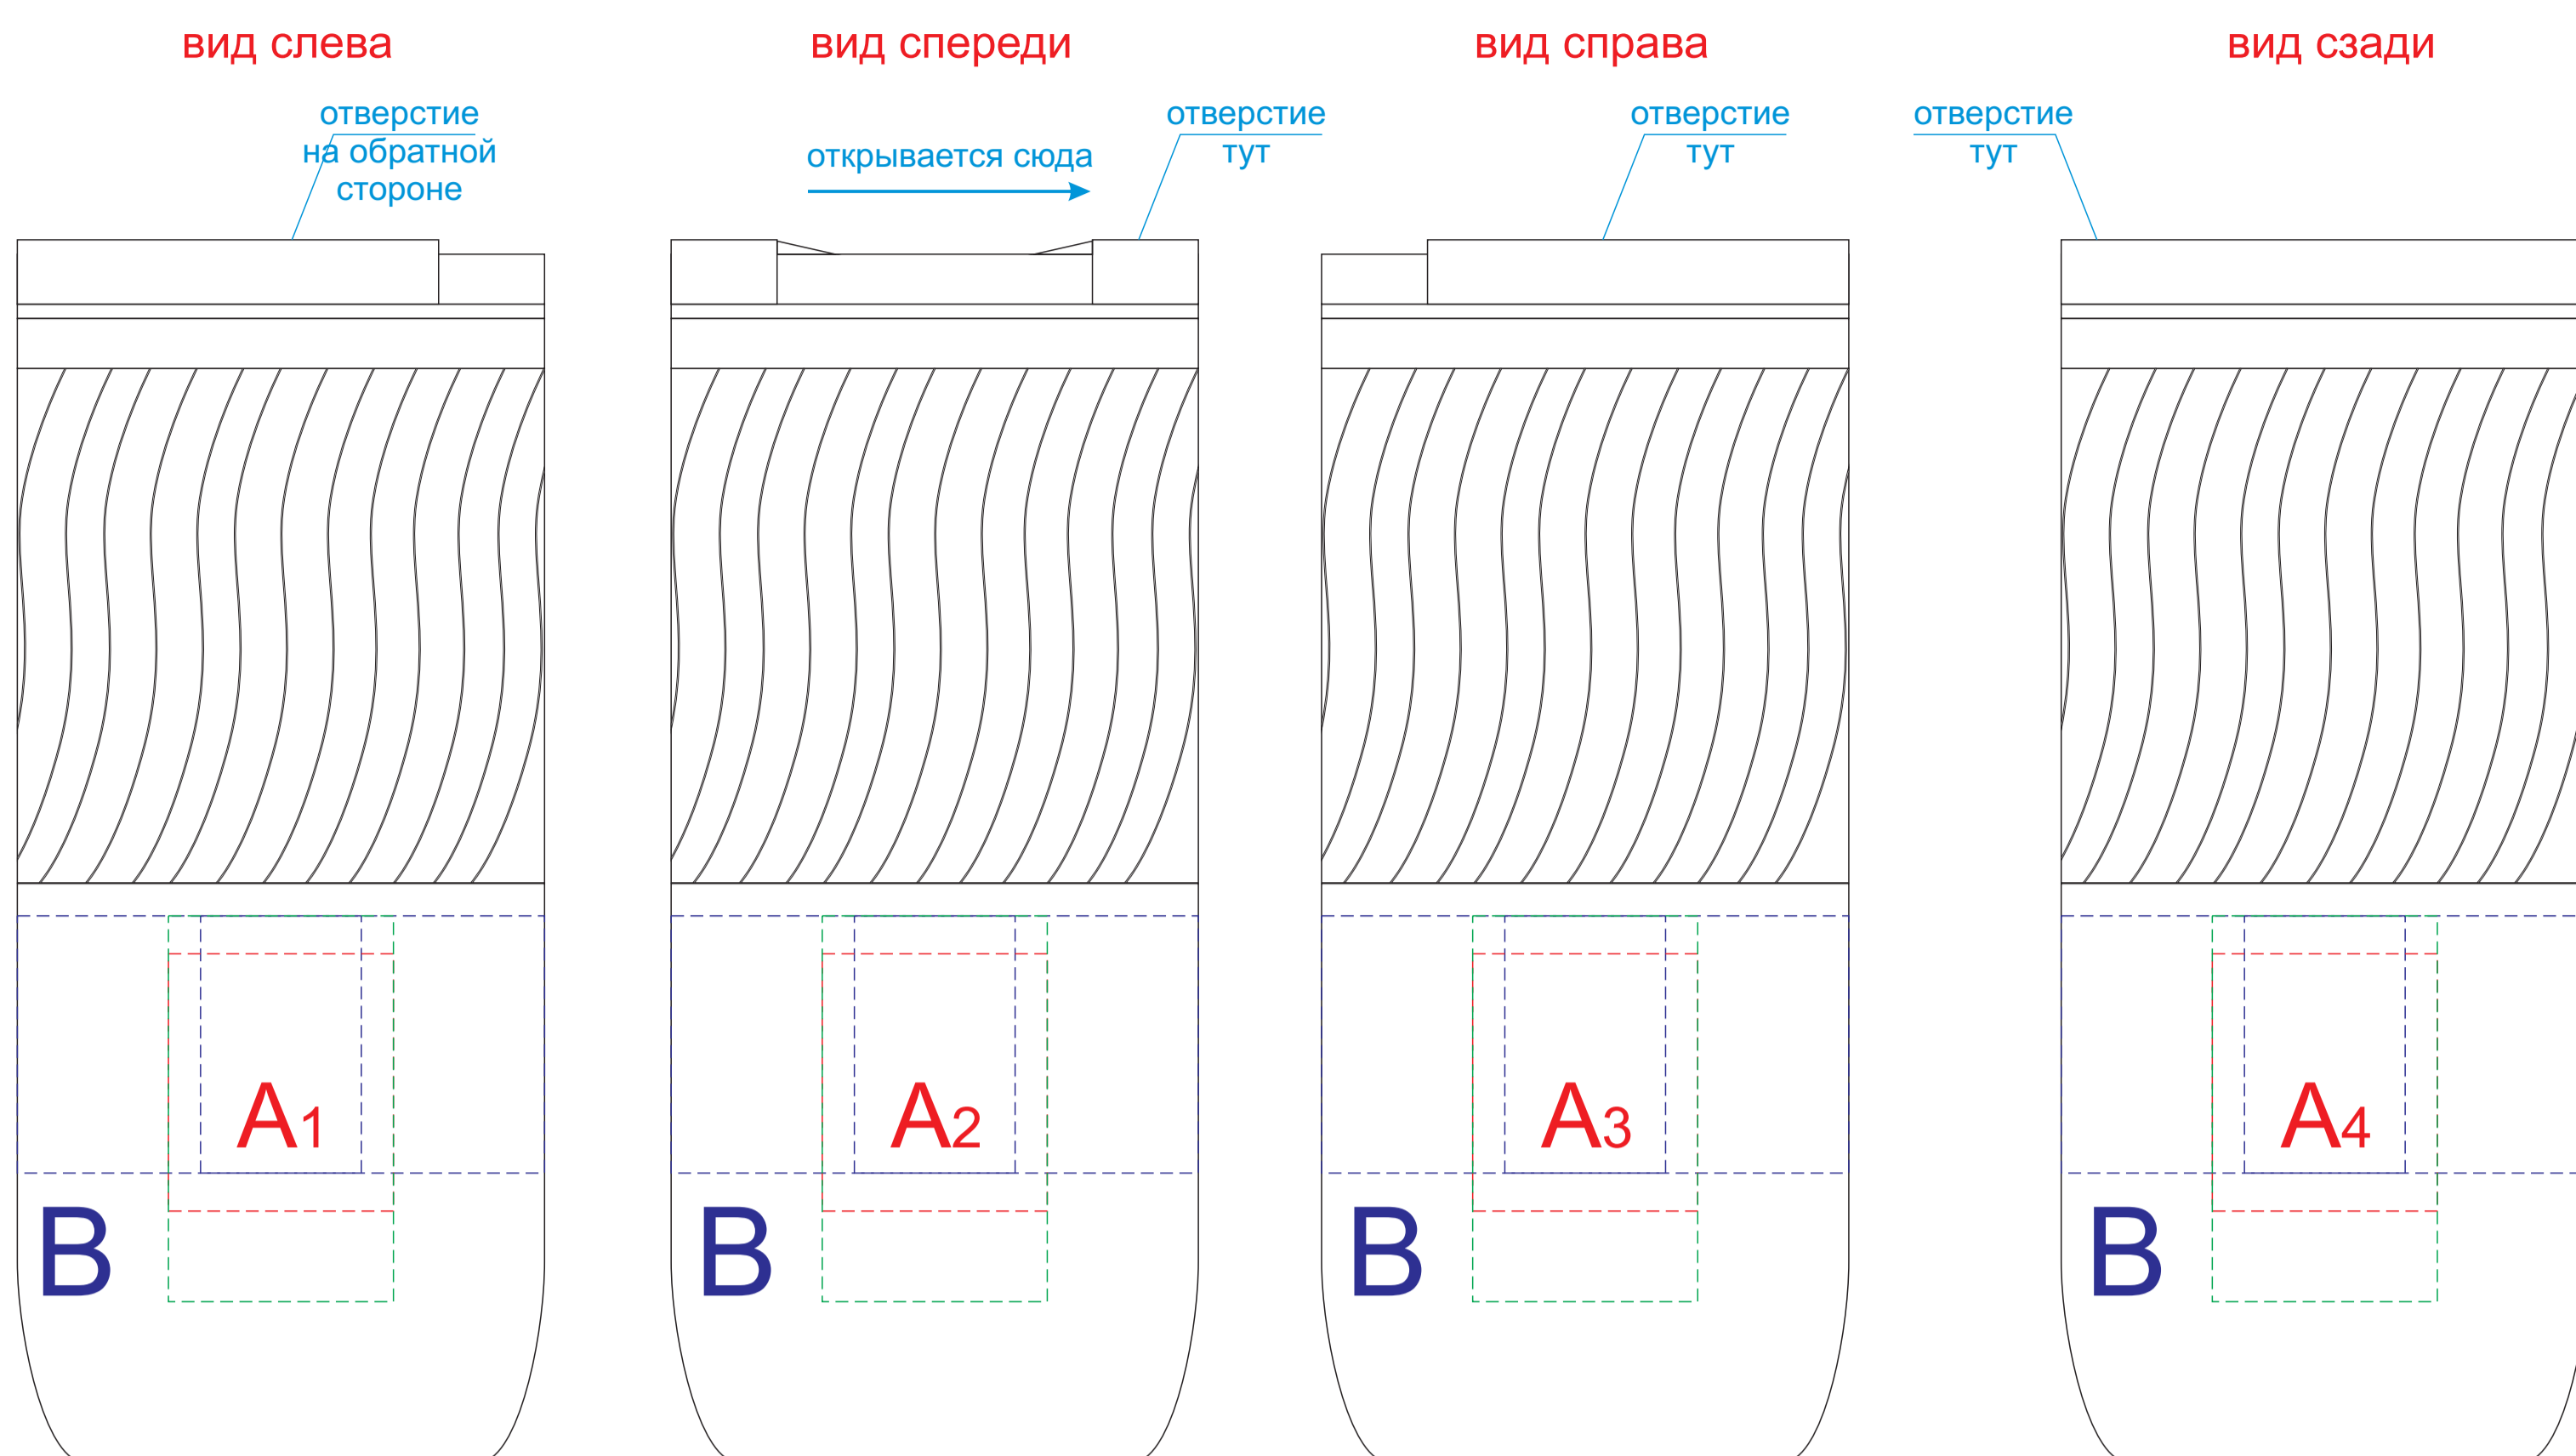 вид слева
вид спереди
вид справа
вид сзади
отверстие
на обратной
стороне
открывается сюда
отверстие
тут
отверстие
тут
отверстие
тут
A1
A2
A3
A4
B
B
B
B